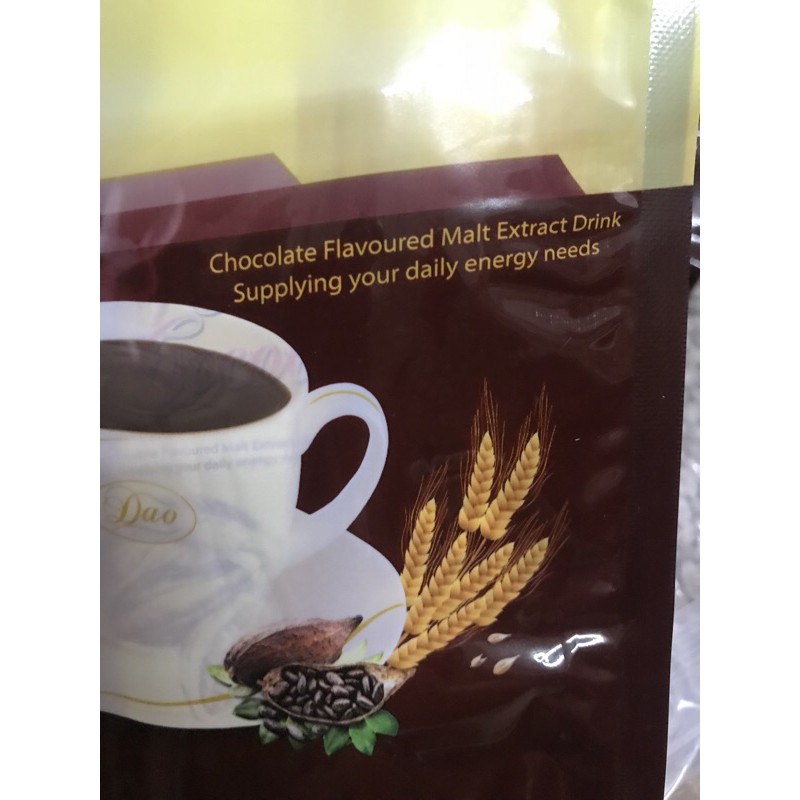 Chocolate Flavoured Malt Extract Drink
Supplying your daily energy needs
Dao